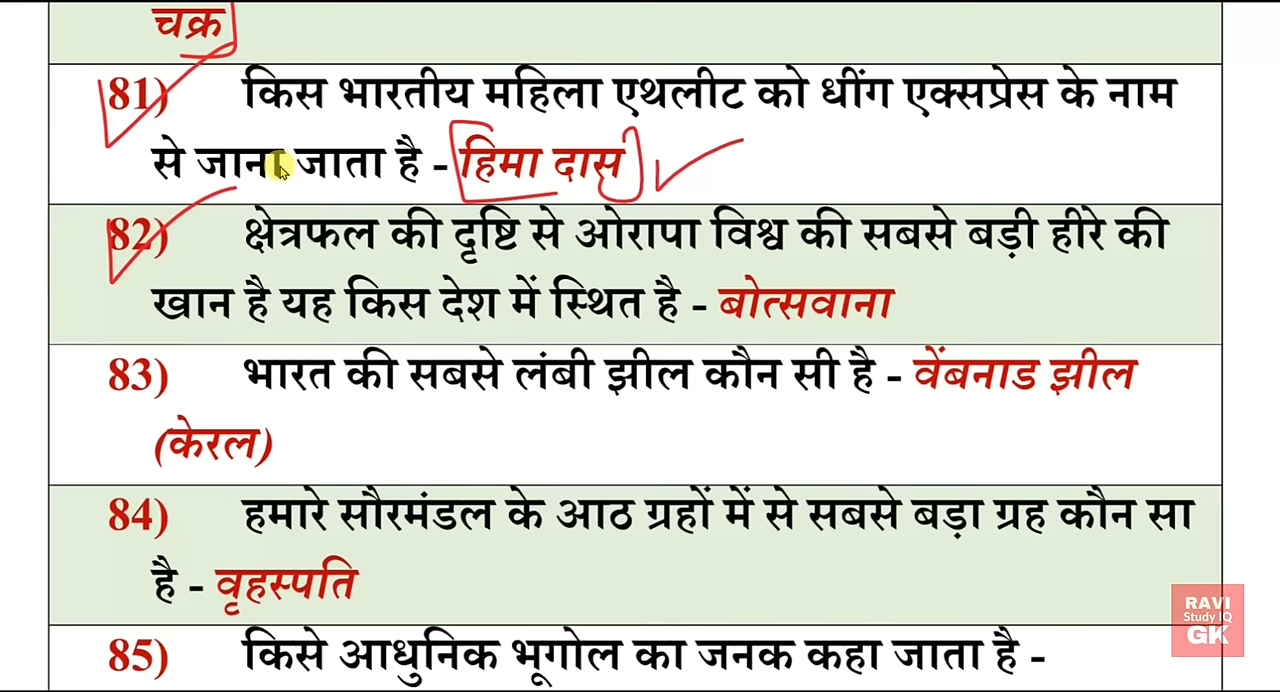 चक्र
81) किस भारतीय महिला एथलीट को धींग एक्सप्रेस के नाम
से जाना जाता है - हिमा दास
82) क्षेत्रफल की दृष्टि से ओरापा विश्व की सबसे बड़ी हीरे की
खान है यह किस देश में स्थित है - बोत्सवाना
83) भारत की सबसे लंबी झील कौन सी है - वेंबनाड झील
(केरल)
84) हमारे सौरमंडल के आठ ग्रहों में से सबसे बड़ा ग्रह कौन सा
है - वृहस्पति
85) किसे आधुनिक भूगोल का जनक कहा जाता है -
RAVI
Study IQ
GK